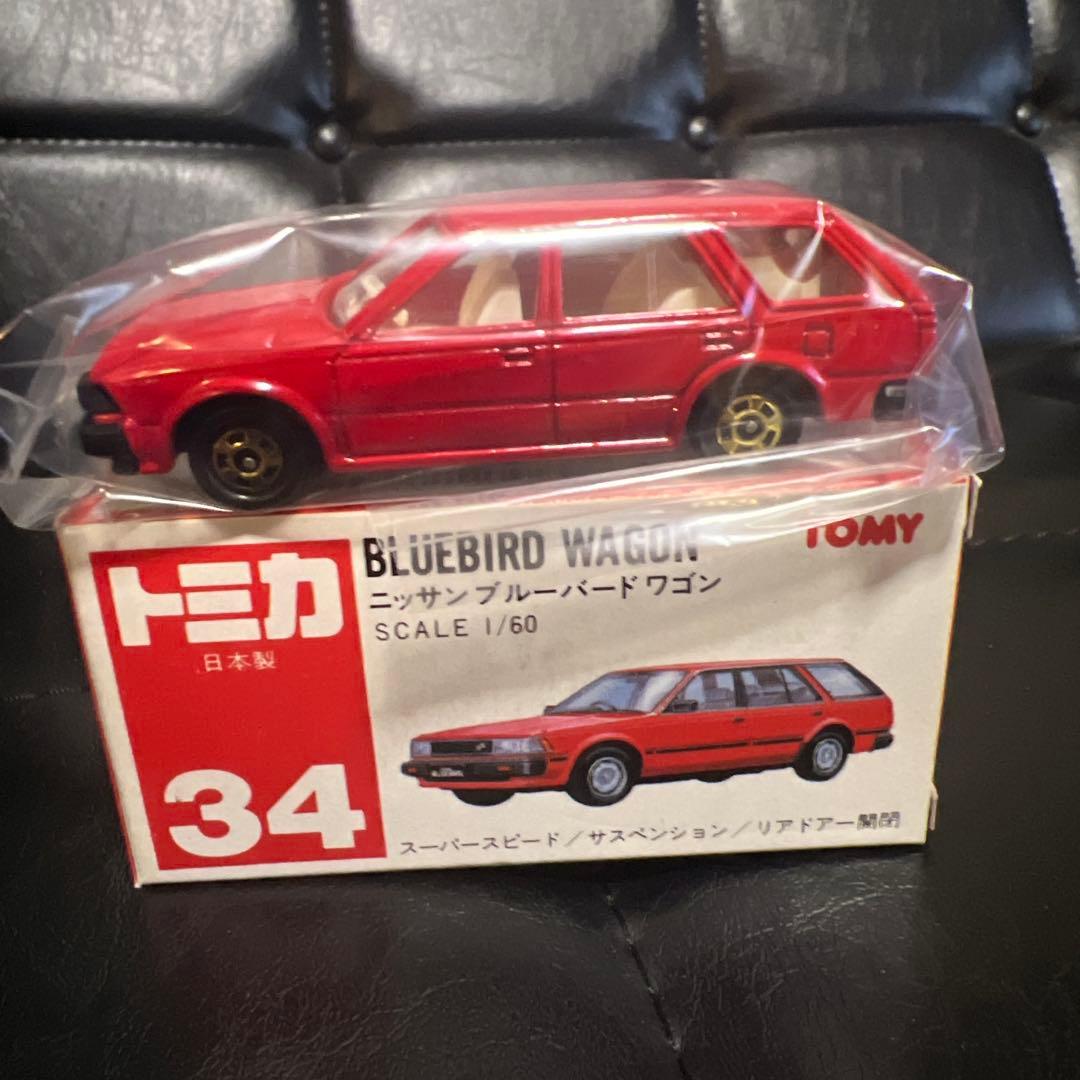 BLUEBIRD WAGON
TOMY
トミカ
日本製
ニッサン ブルーバード ワゴン
SCALE 1/60
34
スーパースピード／サスペンション／リアドアー開閉